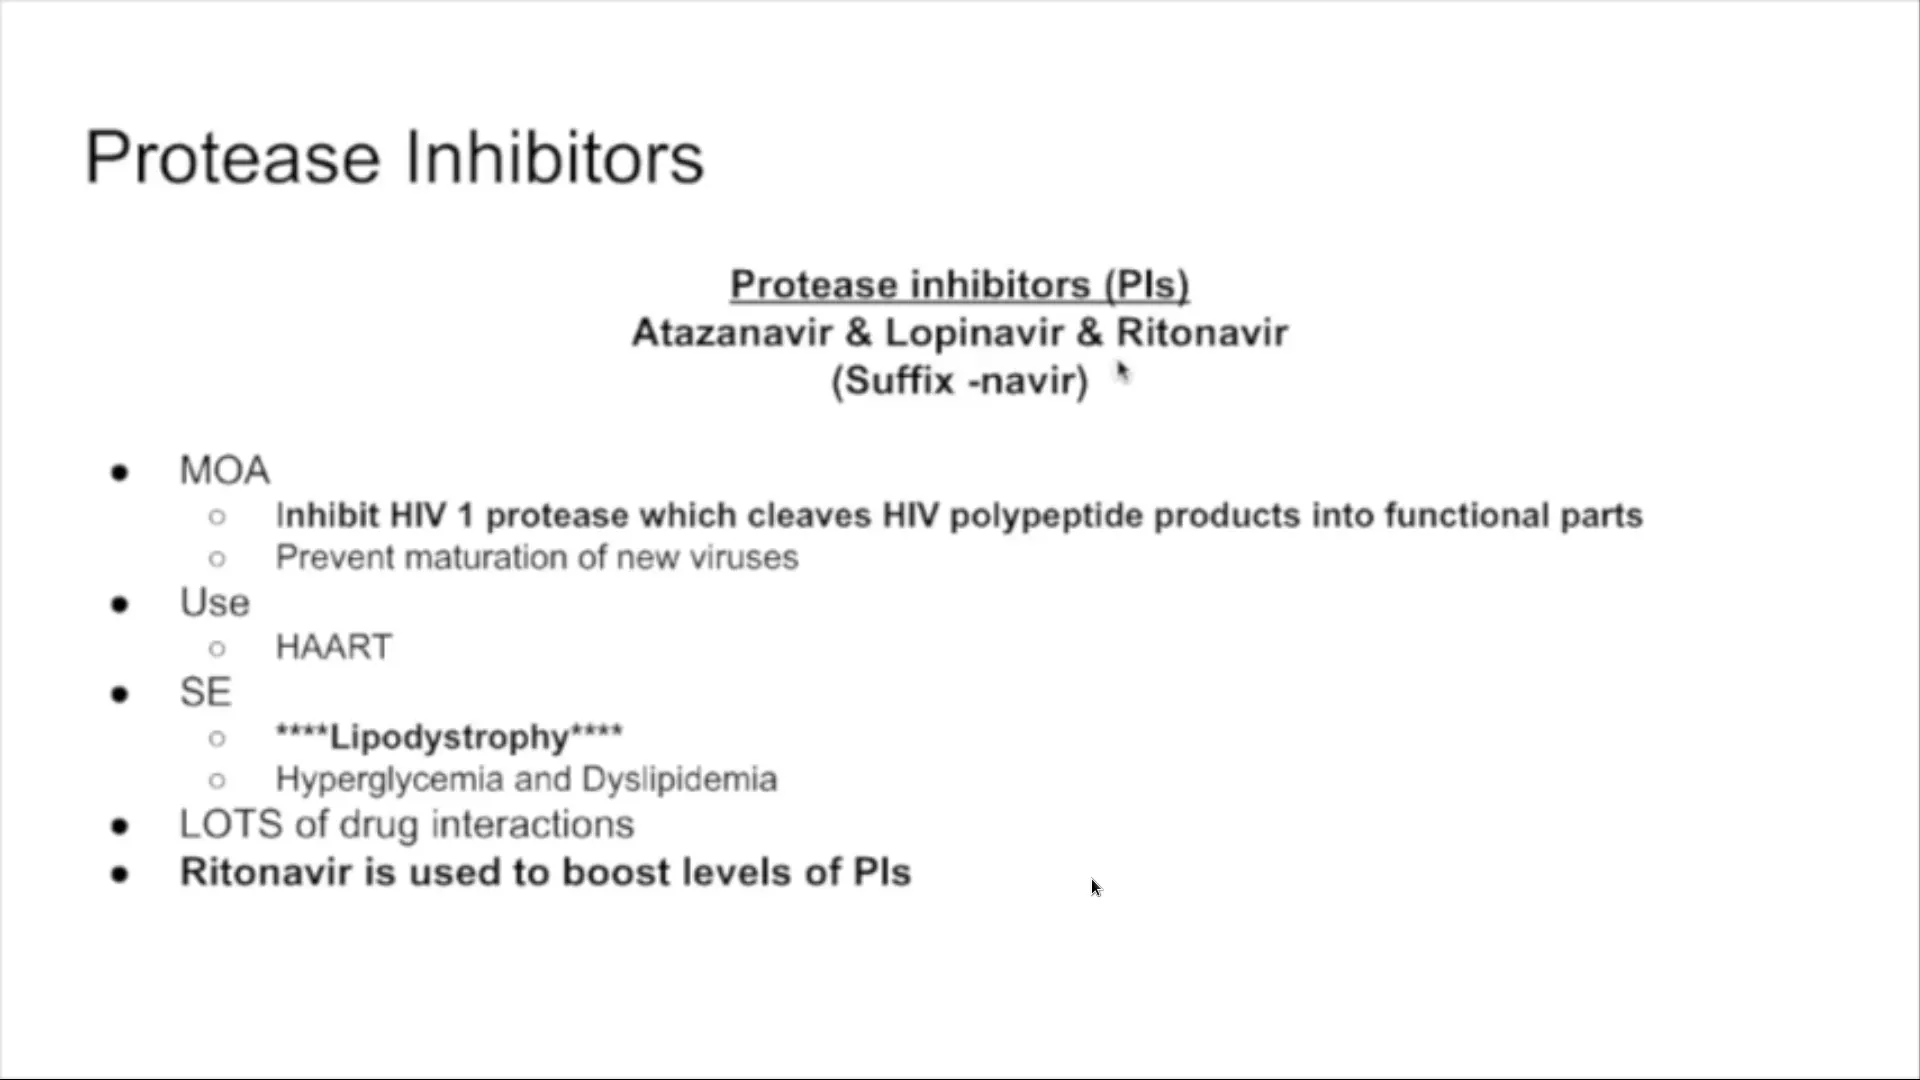 Protease Inhibitors
Protease inhibitors (PIs)
Atazanavir & Lopinavir & Ritonavir
(Suffix -navir)
● MOA
○ Inhibit HIV 1 protease which cleaves HIV polypeptide products into functional parts
○ Prevent maturation of new viruses
● Use
○ HAART
● SE
○ ****Lipodystrophy****
○ Hyperglycemia and Dyslipidemia
● LOTS of drug interactions
● Ritonavir is used to boost levels of PIs